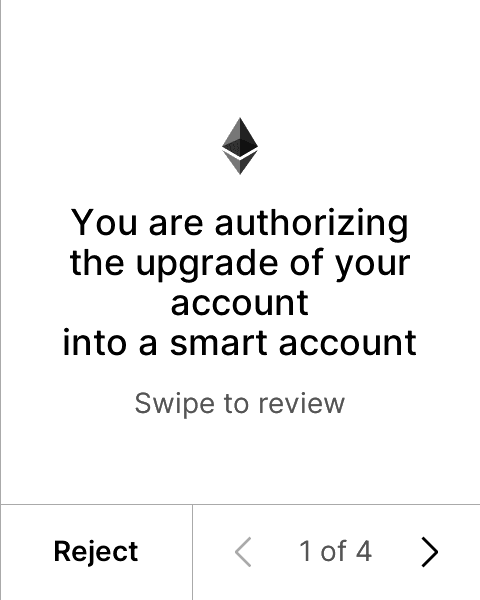 You are authorizing
the upgrade of your
account
into a smart account
Swipe to review
Reject
1 of 4